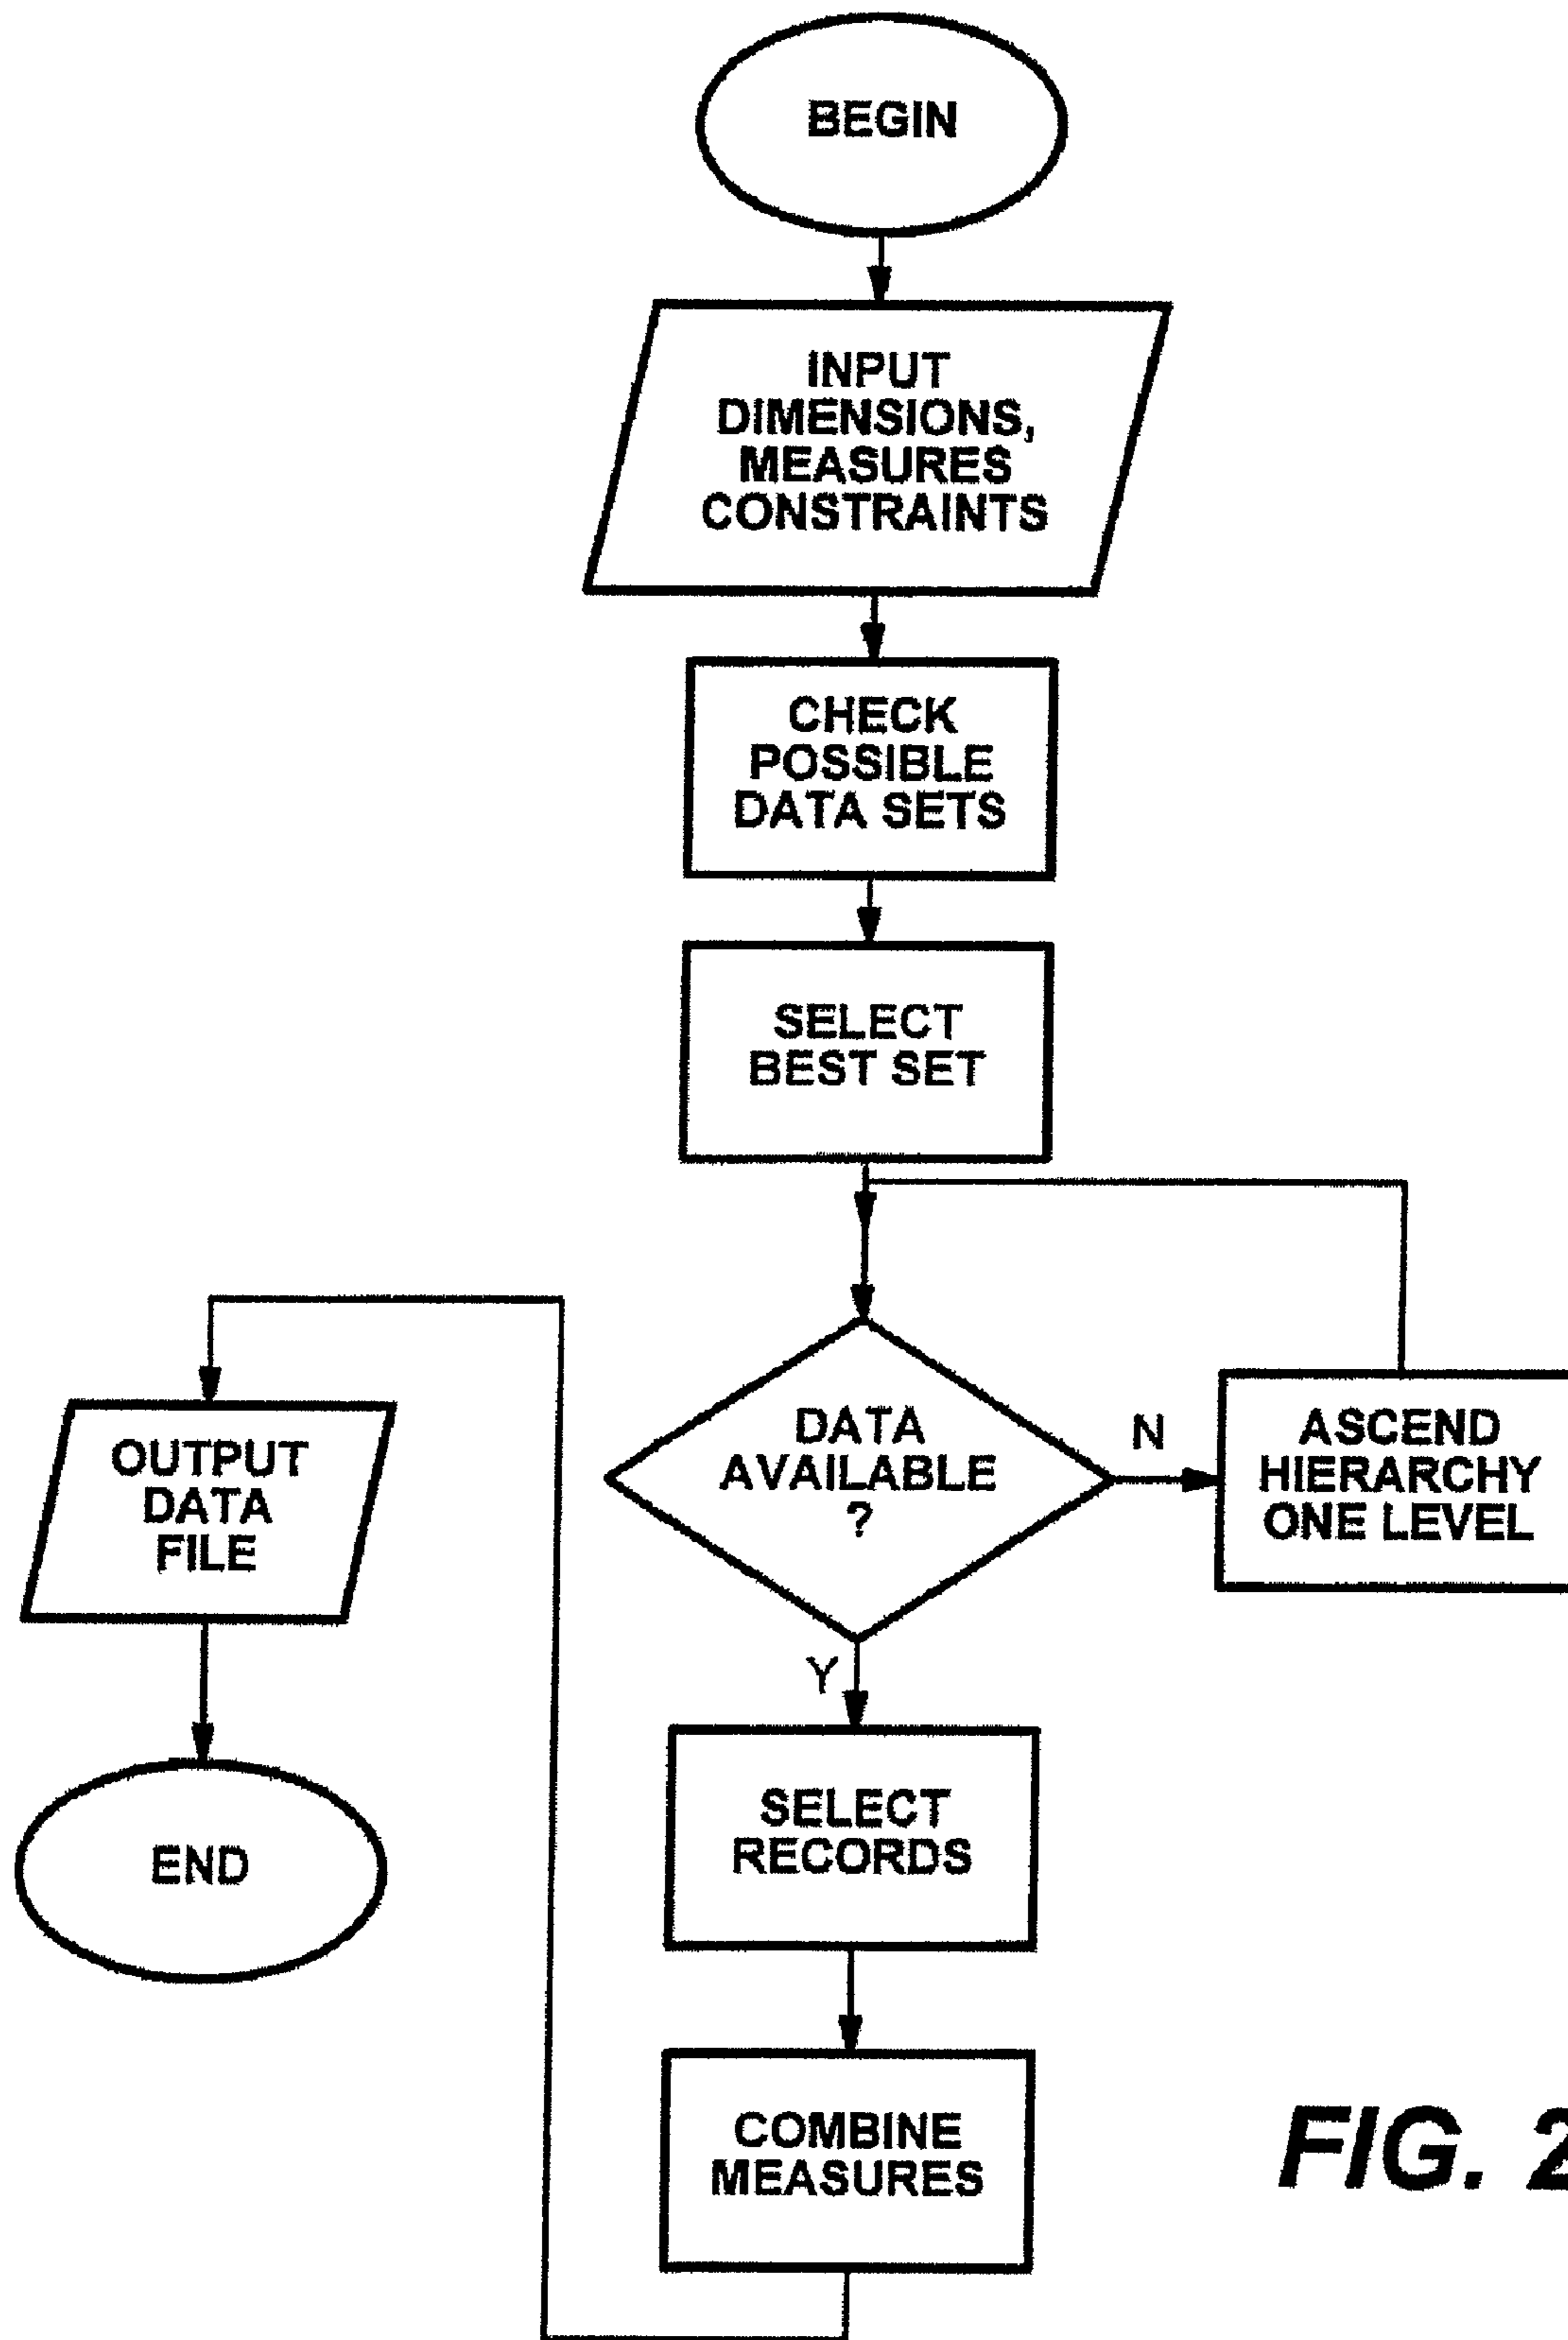 BEGIN
INPUT
DIMENSIONS,
MEASURES
CONSTRAINTS
CHECK
POSSIBLE
DATA SETS
SELECT
BEST SET
DATA
AVAILABLE
?
N
ASCEND
HIERARCHY
ONE LEVEL
Y
SELECT
RECORDS
COMBINE
MEASURES
OUTPUT
DATA
FILE
END
FIG. 2